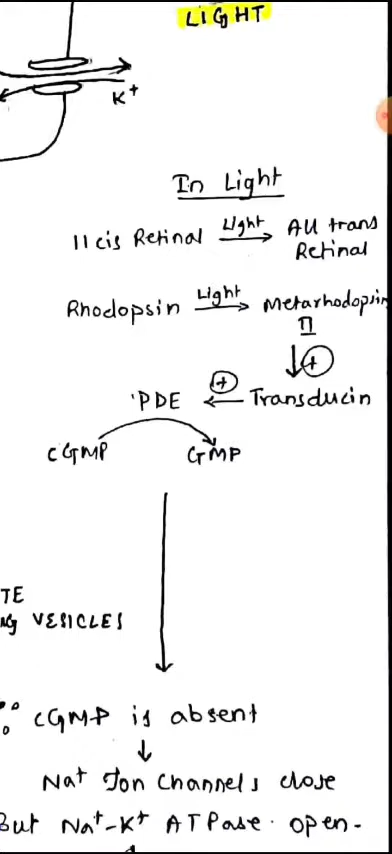 LIGHT
K+
In Light
11 cis Retinal Light → All trans
Retinal
Rhodopsin Light → Metarhodopsin
II
↓ +
'PDE + ← Transducin
CGMP GMP
TE
NG VESICLES
∵ CGMP is absent
↓
Na+ Ion Channels close
But Na+-K+ ATPase open-